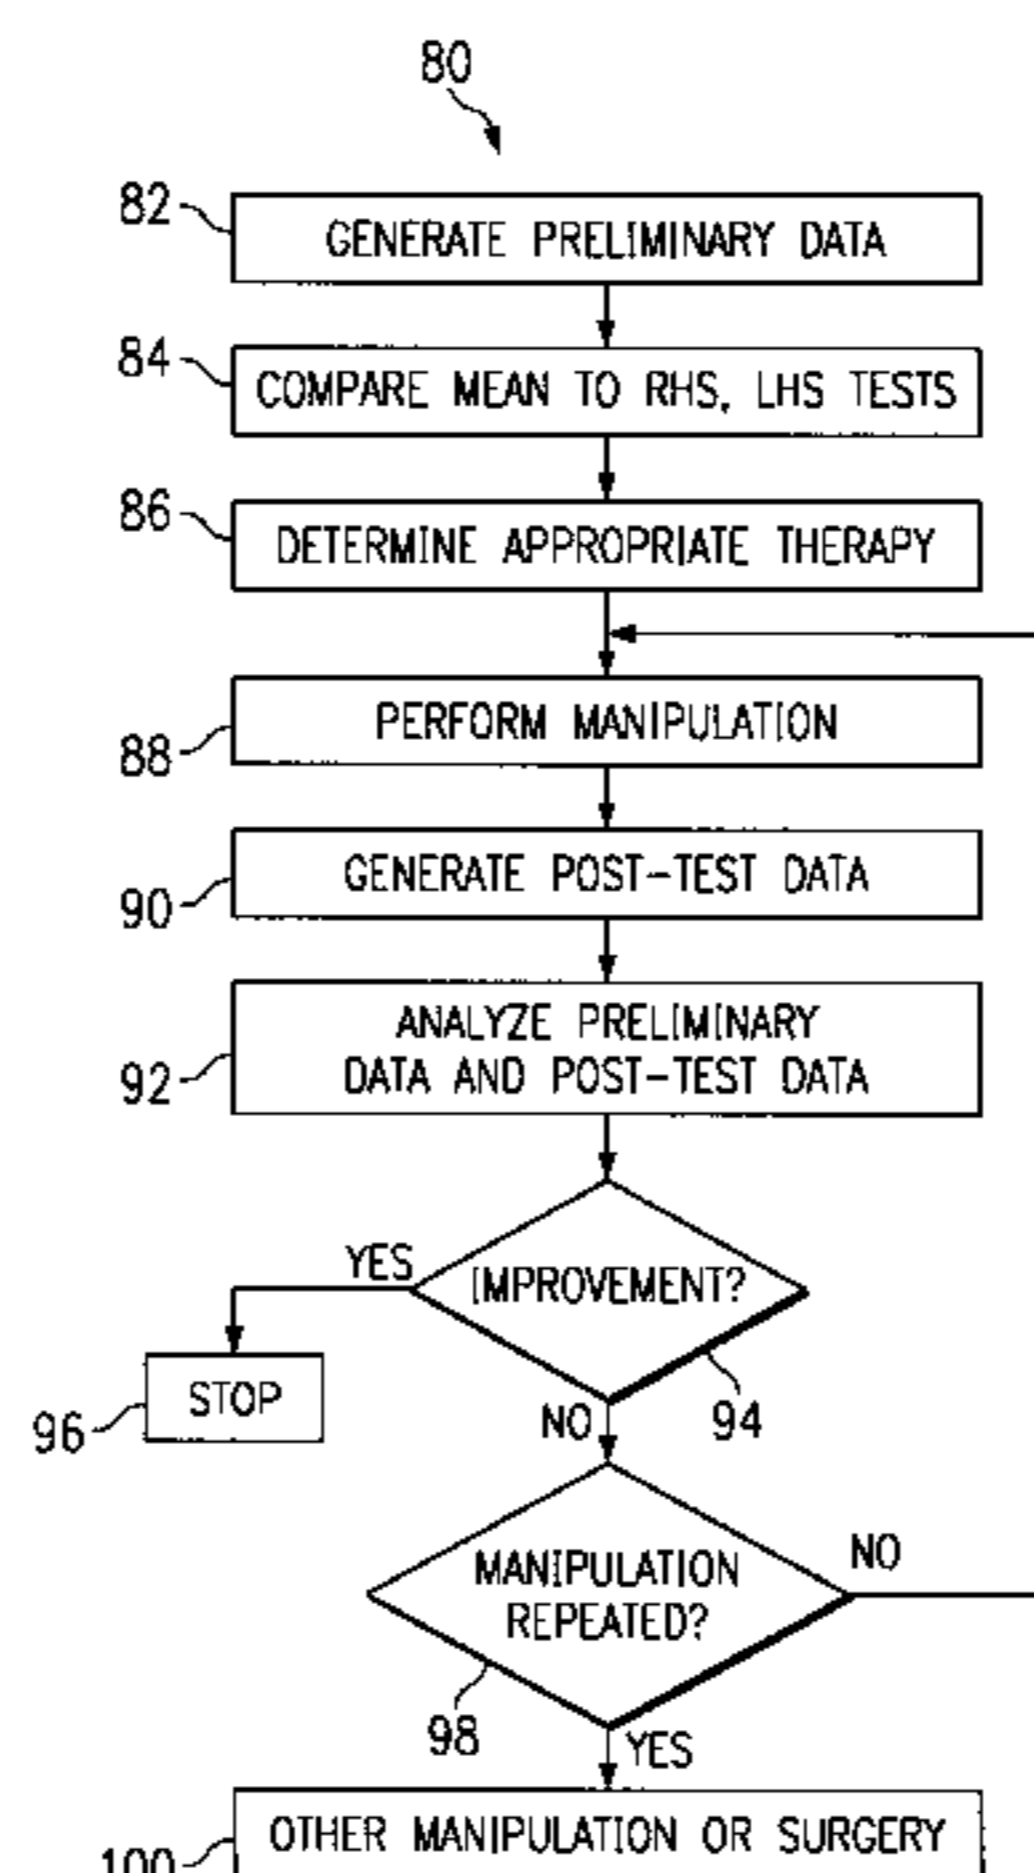 80
82
GENERATE PRELIMINARY DATA
84
COMPARE MEAN TO RHS, LHS TESTS
86
DETERMINE APPROPRIATE THERAPY
PERFORM MANIPULATION
88
GENERATE POST-TEST DATA
90
ANALYZE PRELIMINARY
DATA AND POST-TEST DATA
92
YES
IMPROVEMENT?
STOP
96
NO
94
MANIPULATION
REPEATED?
NO
98
YES
OTHER MANIPULATION OR SURGERY
100